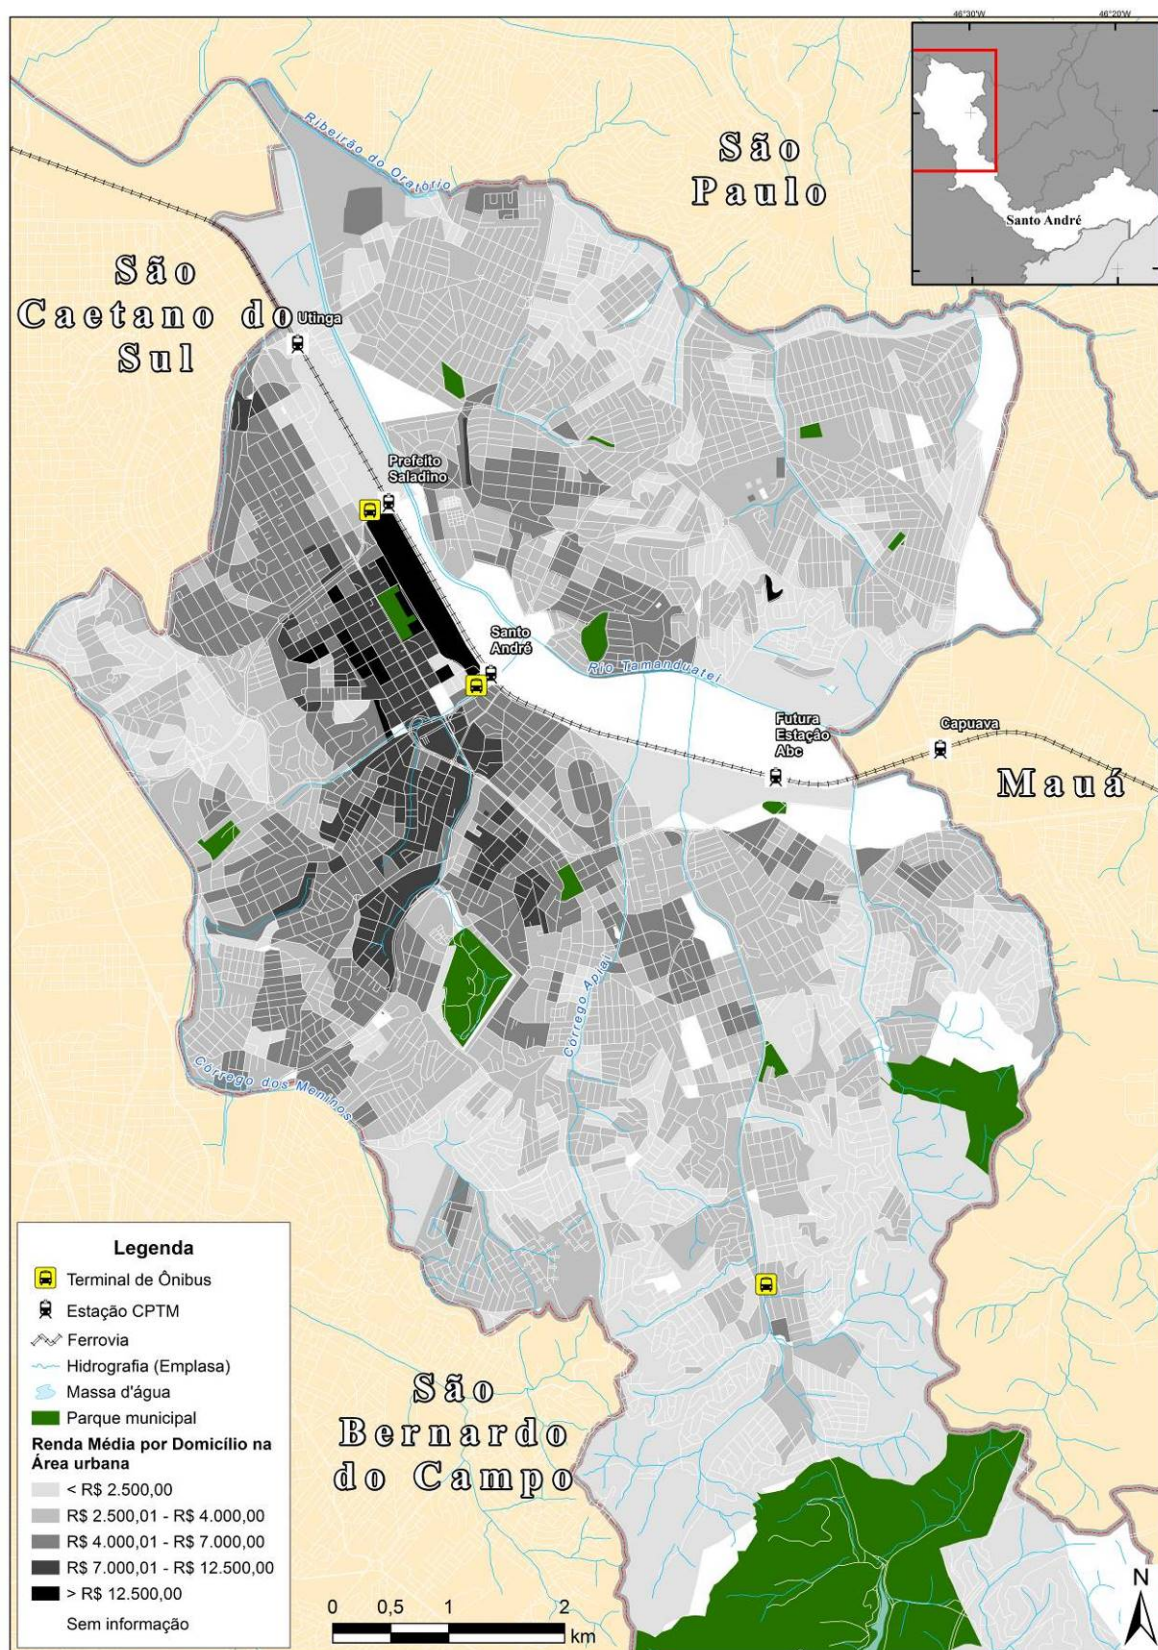 46°30'W
46°20'W
Santo André
São
Paulo
Ribeirão do Oratòtio
São
Caetano do
Sul
Utinga
Prefeito
Saladino
Santo
André
Rio Tamanduateí
Futura
Estação
Abc
Capuava
Mauá
Córrego Apiaí
Córrego dos Meninos
São
Bernardo
do Campo
Legenda
Terminal de Ônibus
Estação CPTM
Ferrovia
Hidrografia (Emplasa)
Massa d'água
Parque municipal
Renda Média por Domicílio na
Área urbana
< R$ 2.500,00
R$ 2.500,01 - R$ 4.000,00
R$ 4.000,01 - R$ 7.000,00
R$ 7.000,01 - R$ 12.500,00
> R$ 12.500,00
Sem informação
0 0,5 1 2
km
N